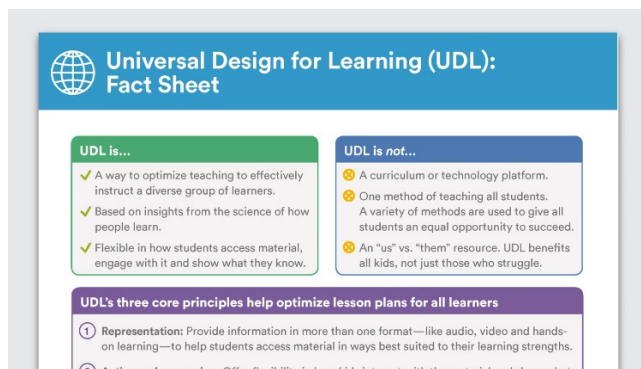 Universal Design for Learning (UDL):
Fact Sheet
UDL is...
A way to optimize teaching to effectively
instruct a diverse group of learners.
Based on insights from the science of how
people learn.
Flexible in how students access material,
engage with it and show what they know.
UDL is not...
A curriculum or technology platform.
One method of teaching all students.
A variety of methods are used to give all
students an equal opportunity to succeed.
An “us” vs. “them” resource. UDL benefits
all kids, not just those who struggle.
UDL’s three core principles help optimize lesson plans for all learners
1 Representation: Provide information in more than one format—like audio, video and hands-
on learning—to help students access material in ways best suited to their learning strengths.